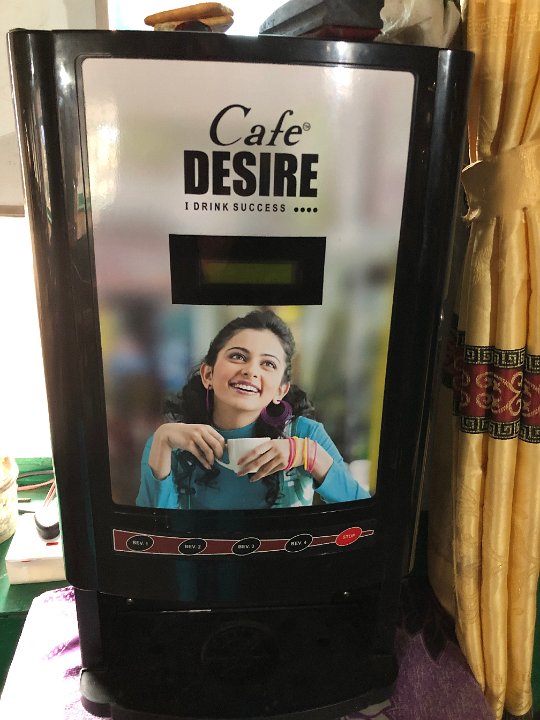 Cafe
DESIRE
I DRINK SUCCESS ....
BEV. 1 BEV. 2 BEV. 3 BEV. 4 STOP